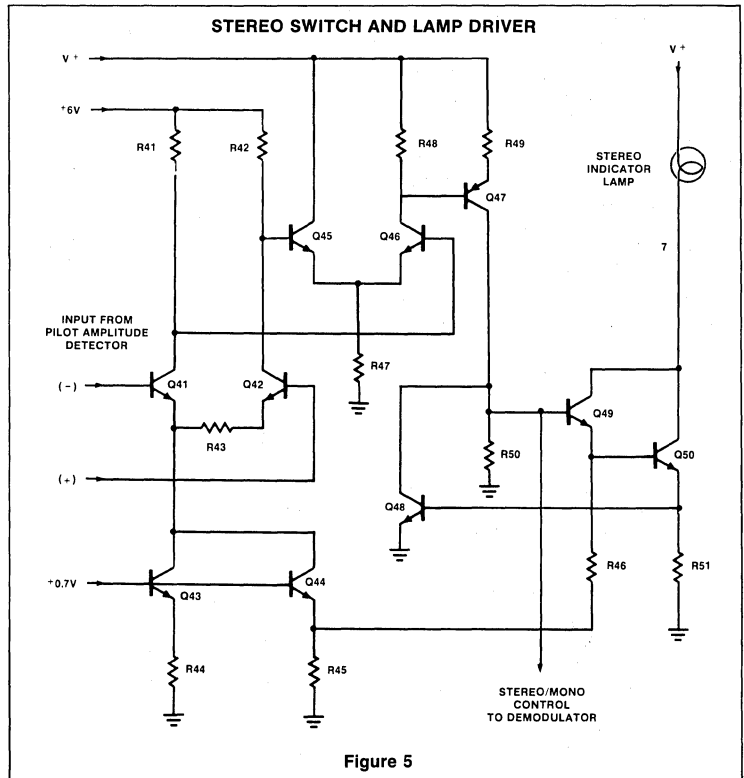 STEREO SWITCH AND LAMP DRIVER
V+
V+
+6V
R41
R42
R48
R49
STEREO
INDICATOR
LAMP
Q47
Q45
Q46
7
INPUT FROM
PILOT AMPLITUDE
DETECTOR
R47
(-)
Q41
Q42
Q49
R43
R50
Q50
(+)
Q48
+0.7V
Q43
Q44
R46
R51
R44
R45
STEREO/MONO
CONTROL
TO DEMODULATOR
Figure 5